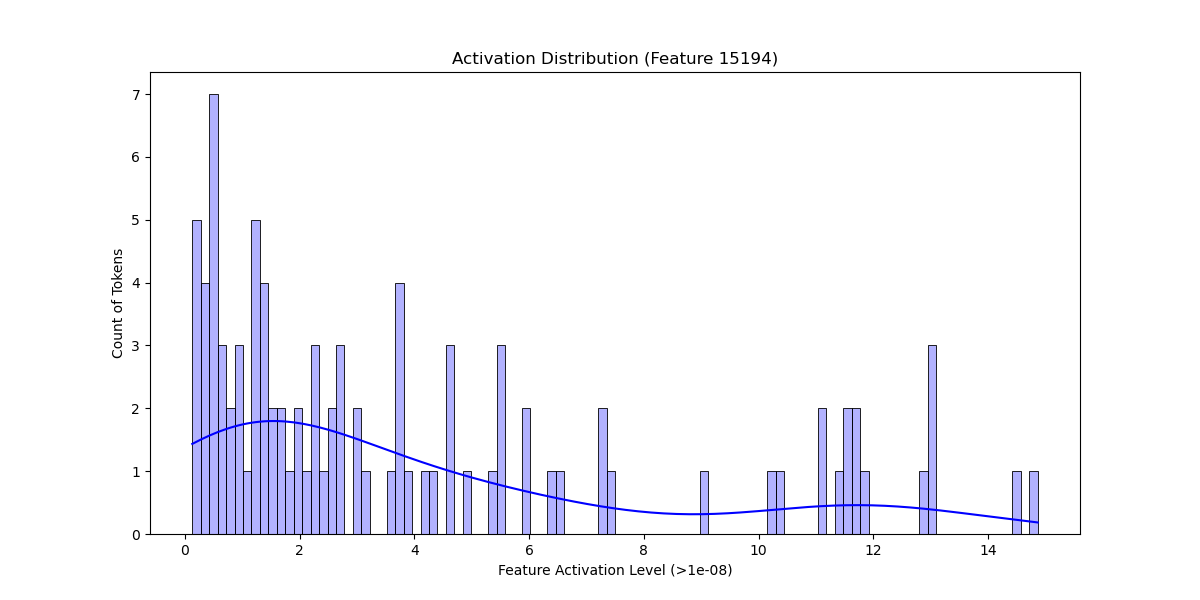 Activation Distribution (Feature 15194)
Count of Tokens
7
6
5
4
3
2
1
0
0 2 4 6 8 10 12 14
Feature Activation Level (>1e-08)